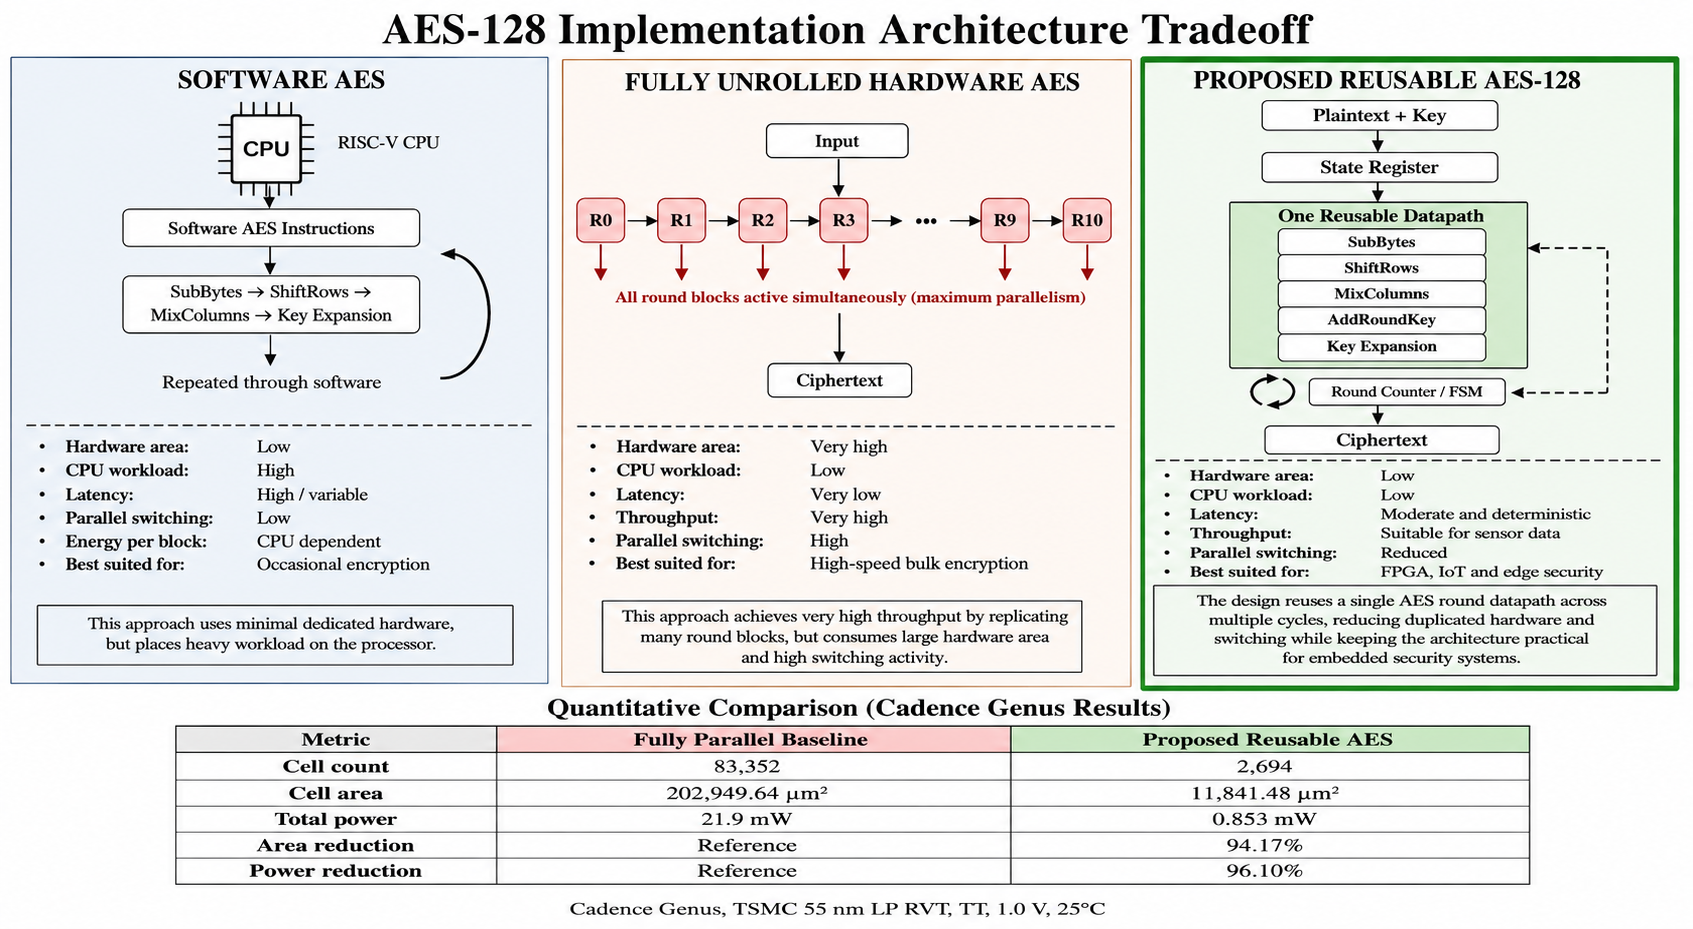 AES-128 Implementation Architecture Tradeoff
SOFTWARE AES
CPU
RISC-V CPU
Software AES Instructions
SubBytes → ShiftRows →
MixColumns → Key Expansion
Repeated through software
• Hardware area: Low
• CPU workload: High
• Latency: High / variable
• Parallel switching: Low
• Energy per block: CPU dependent
• Best suited for: Occasional encryption
This approach uses minimal dedicated hardware,
but places heavy workload on the processor.
FULLY UNROLLED HARDWARE AES
Input
R0 R1 R2 R3 ••• R9 R10
All round blocks active simultaneously (maximum parallelism)
Ciphertext
• Hardware area: Very high
• CPU workload: Low
• Latency: Very low
• Throughput: Very high
• Parallel switching: High
• Best suited for: High-speed bulk encryption
This approach achieves very high throughput by replicating
many round blocks, but consumes large hardware area
and high switching activity.
PROPOSED REUSABLE AES-128
Plaintext + Key
State Register
One Reusable Datapath
SubBytes
ShiftRows
MixColumns
AddRoundKey
Key Expansion
Round Counter / FSM
Ciphertext
• Hardware area: Low
• CPU workload: Low
• Latency: Moderate and deterministic
• Throughput: Suitable for sensor data
• Parallel switching: Reduced
• Best suited for: FPGA, IoT and edge security
The design reuses a single AES round datapath across
multiple cycles, reducing duplicated hardware and
switching while keeping the architecture practical
for embedded security systems.
Quantitative Comparison (Cadence Genus Results)
Metric Fully Parallel Baseline Proposed Reusable AES
Cell count 83,352 2,694
Cell area 202,949.64 µm² 11,841.48 µm²
Total power 21.9 mW 0.853 mW
Area reduction Reference 94.17%
Power reduction Reference 96.10%
Cadence Genus, TSMC 55 nm LP RVT, TT, 1.0 V, 25°C